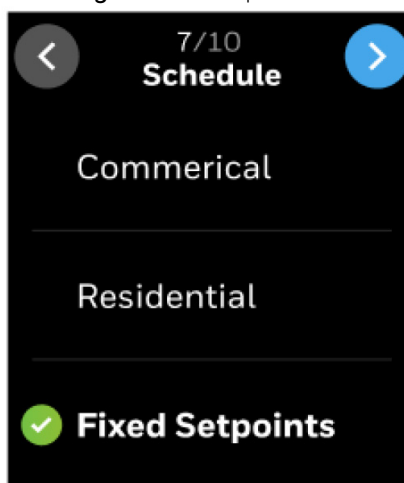 7/10
Schedule
Commerical
Residential
Fixed Setpoints